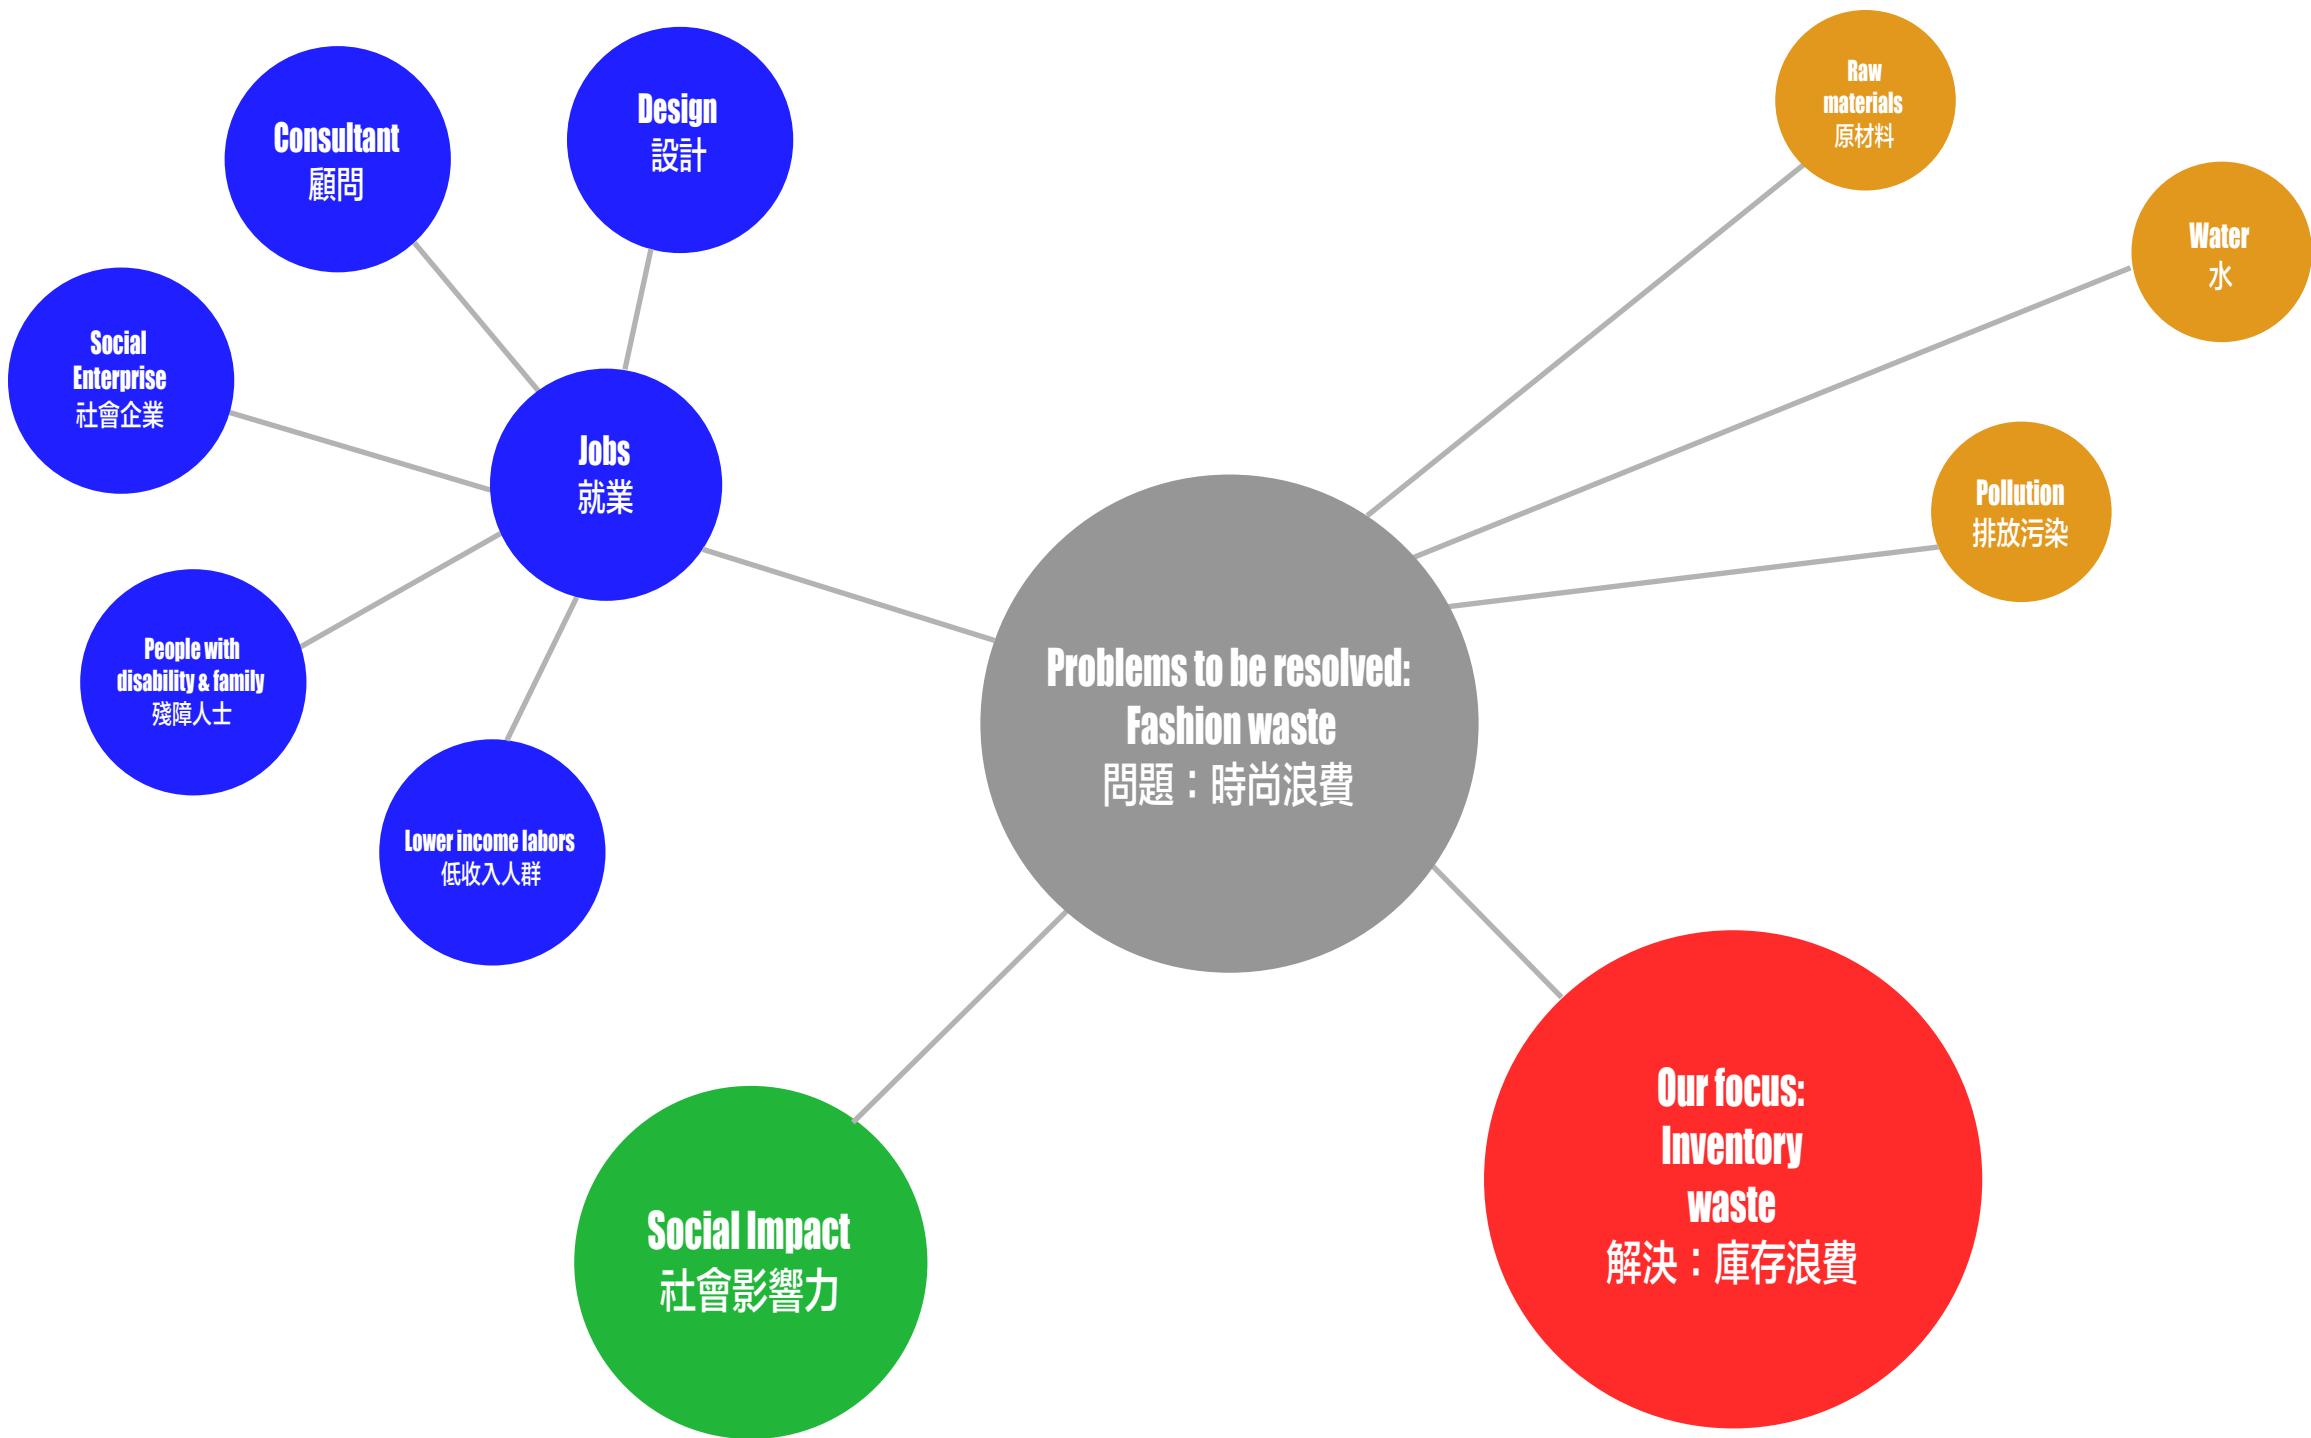 Consultant
顧問
Design
設計
Raw
materials
原材料
Water
水
Social
Enterprise
社會企業
Jobs
就業
Pollution
排放污染
People with
disability & family
殘障人士
Problems to be resolved:
Fashion waste
問題：時尚浪費
Lower income labors
低收入人群
Social Impact
社會影響力
Our focus:
Inventory
waste
解決：庫存浪費